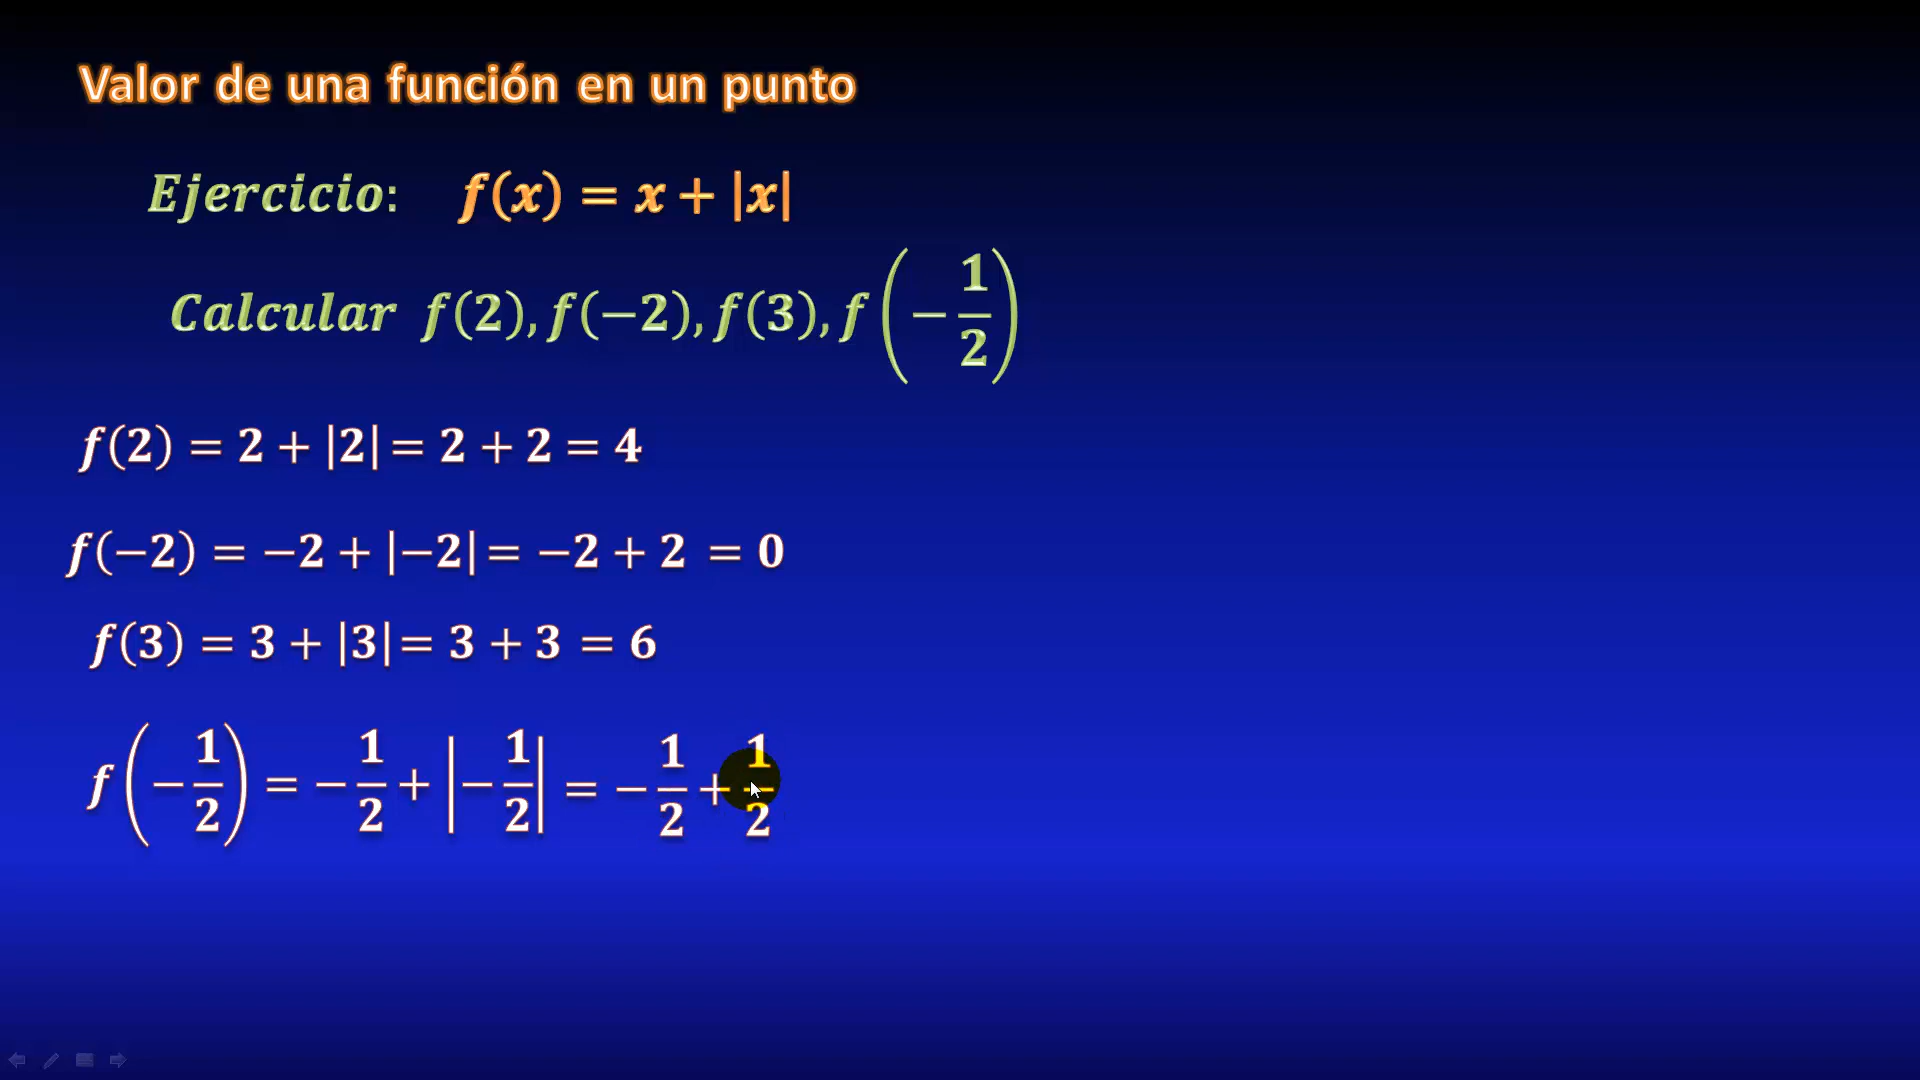 Valor de una función en un punto
Ejercicio: f(x) = x + |x|
Calcular f(2), f(−2), f(3), f(−1/2)
f(2) = 2 + |2| = 2 + 2 = 4
f(−2) = −2 + |−2| = −2 + 2 = 0
f(3) = 3 + |3| = 3 + 3 = 6
f(−1/2) = −1/2 + |−1/2| = −1/2 + 1/2